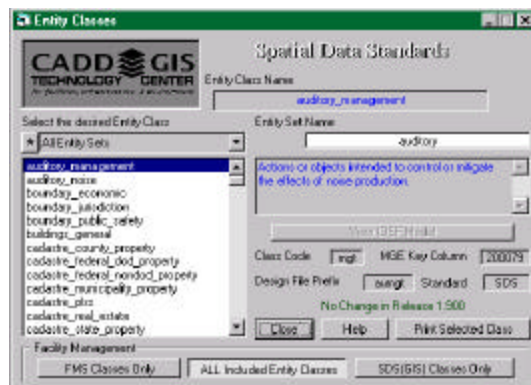 Entity Classes
CADD GIS
TECHNOLOGY CENTER
Spatial Data Standards
Entity Class Name
auditory_management
Select the desired Entity Class
All Entity Sets
Entity Set Name
auditory
auditory_management
auditory_noise
boundary_economic
boundary_jurisdiction
boundary_public_safety
buildings_general
cadastre_county_property
cadastre_federal_dod_property
cadastre_federal_nondod_property
cadastre_municipality_property
cadastre_plss
cadastre_real_estate
cadastre_state_property
Actions or objects intended to control or mitigate
the effects of noise production.
Class Code
mgt
MGE Key Column
200079
Design File Prefix
aumgt
Standard
SDS
No Change in Release 1.900
Close
Help
Print Selected Class
Facility Management
FMS Classes Only
ALL Included Entity Classes
SDS(GIS) Classes Only